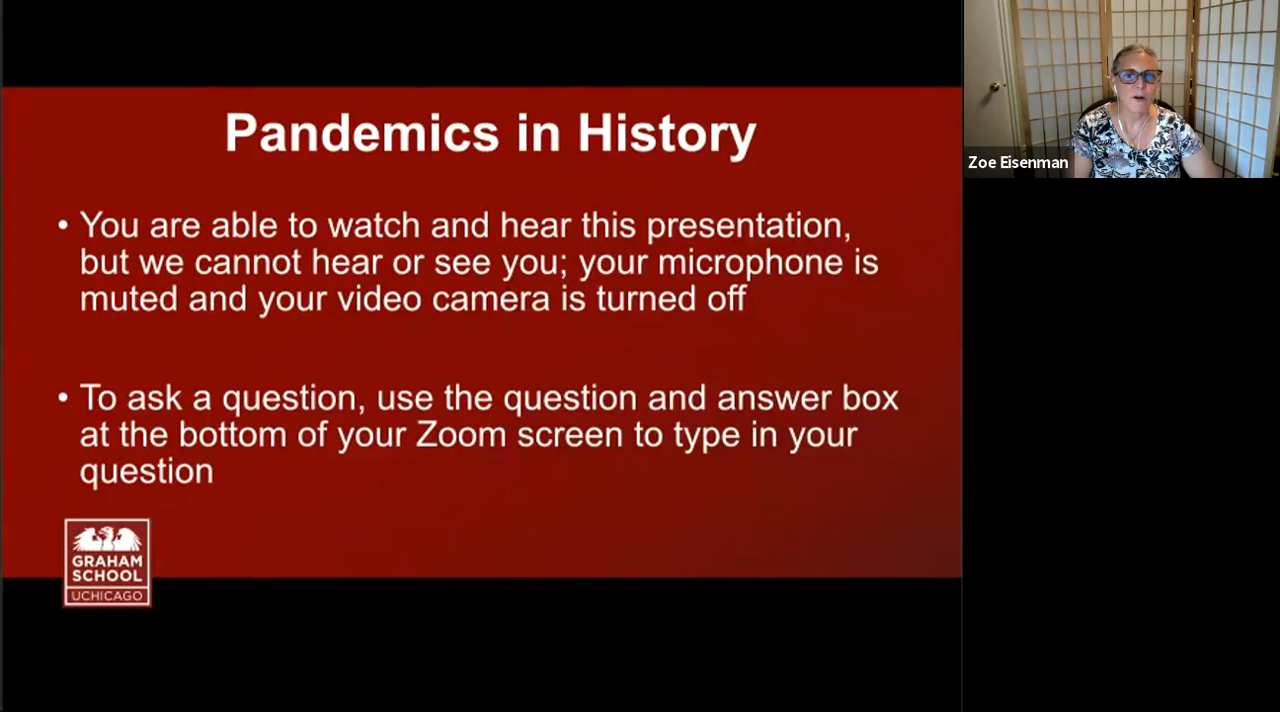 Pandemics in History
• You are able to watch and hear this presentation,
but we cannot hear or see you; your microphone is
muted and your video camera is turned off
• To ask a question, use the question and answer box
at the bottom of your Zoom screen to type in your
question
GRAHAM
SCHOOL
UCHICAGO
Zoe Eisenman